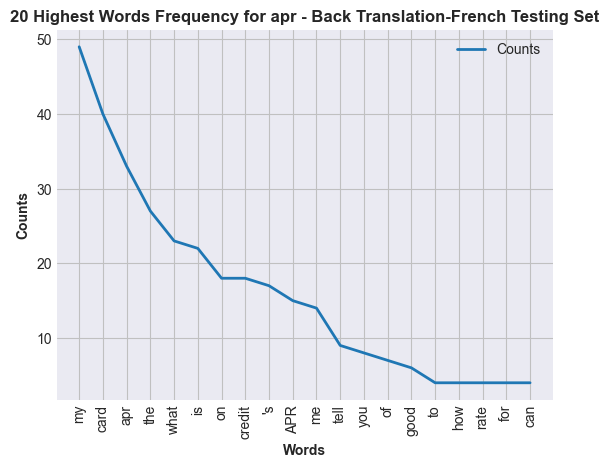 20 Highest Words Frequency for apr - Back Translation-French Testing Set
Counts
50
40
30
20
10
Counts
my
card
apr
the
what
is
on
credit
's
APR
me
tell
you
of
good
to
how
rate
for
can
Words